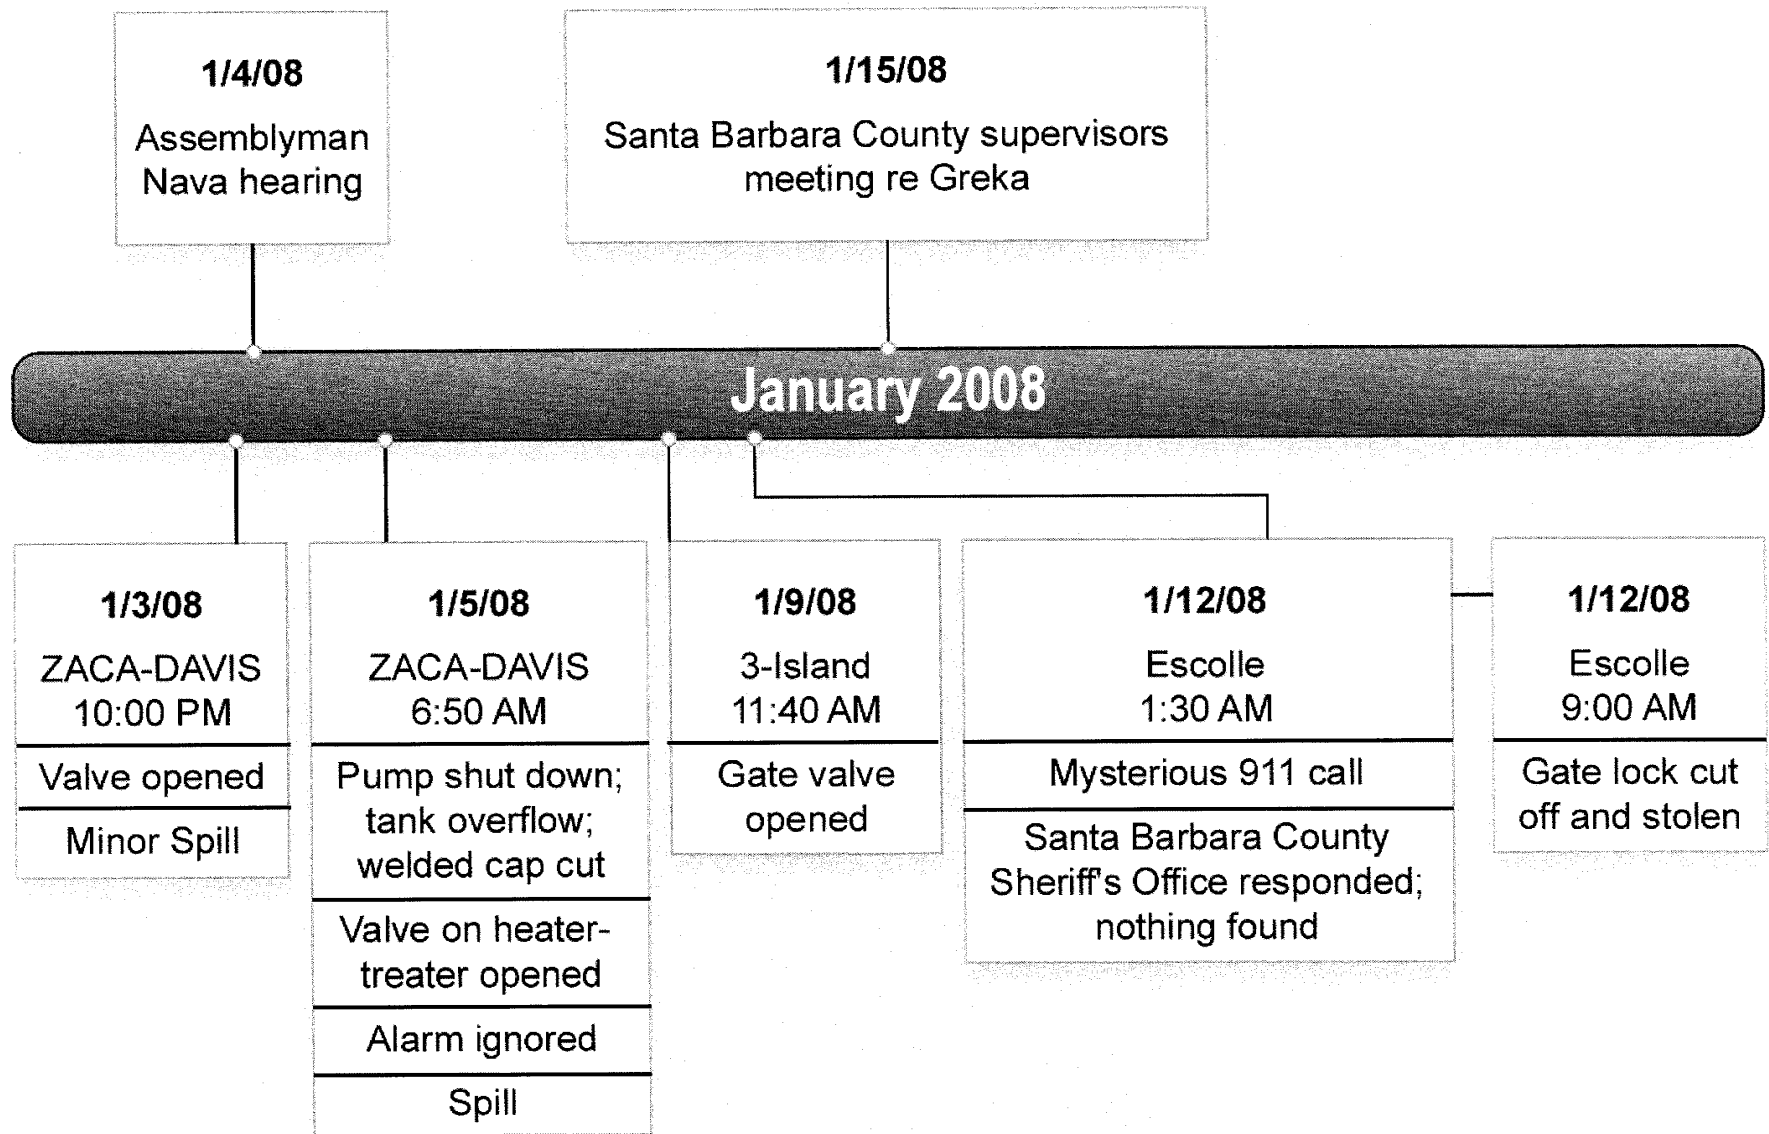 1/4/08
Assemblyman
Nava hearing
1/15/08
Santa Barbara County supervisors
meeting re Greka
January 2008
1/3/08
ZACA-DAVIS
10:00 PM
Valve opened
Minor Spill
1/5/08
ZACA-DAVIS
6:50 AM
Pump shut down;
tank overflow;
welded cap cut
Valve on heater-
treater opened
Alarm ignored
Spill
1/9/08
3-Island
11:40 AM
Gate valve
opened
1/12/08
Escolle
1:30 AM
Mysterious 911 call
Santa Barbara County
Sheriff's Office responded;
nothing found
1/12/08
Escolle
9:00 AM
Gate lock cut
off and stolen